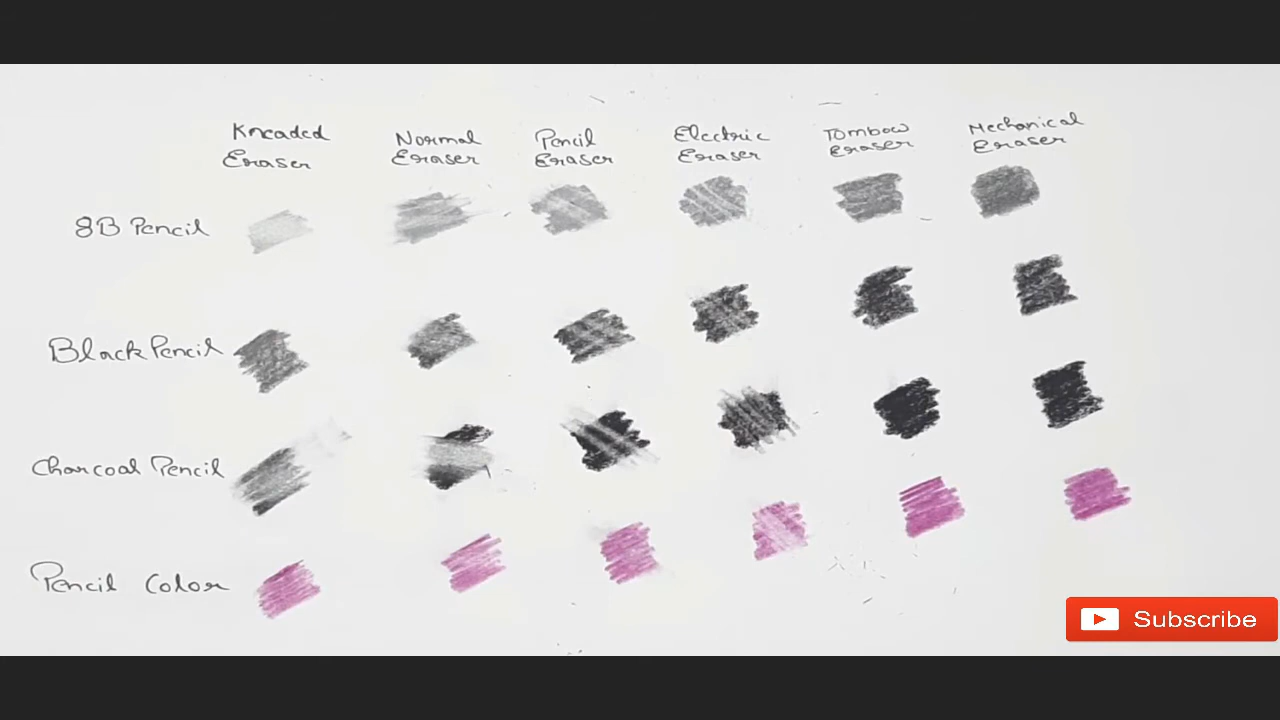 Kneaded
Eraser
Normal
Eraser
Pencil
Eraser
Electric
Eraser
Tombow
Eraser
Mechanical
Eraser
8B Pencil
Black Pencil
Charcoal Pencil
Pencil Color
Subscribe